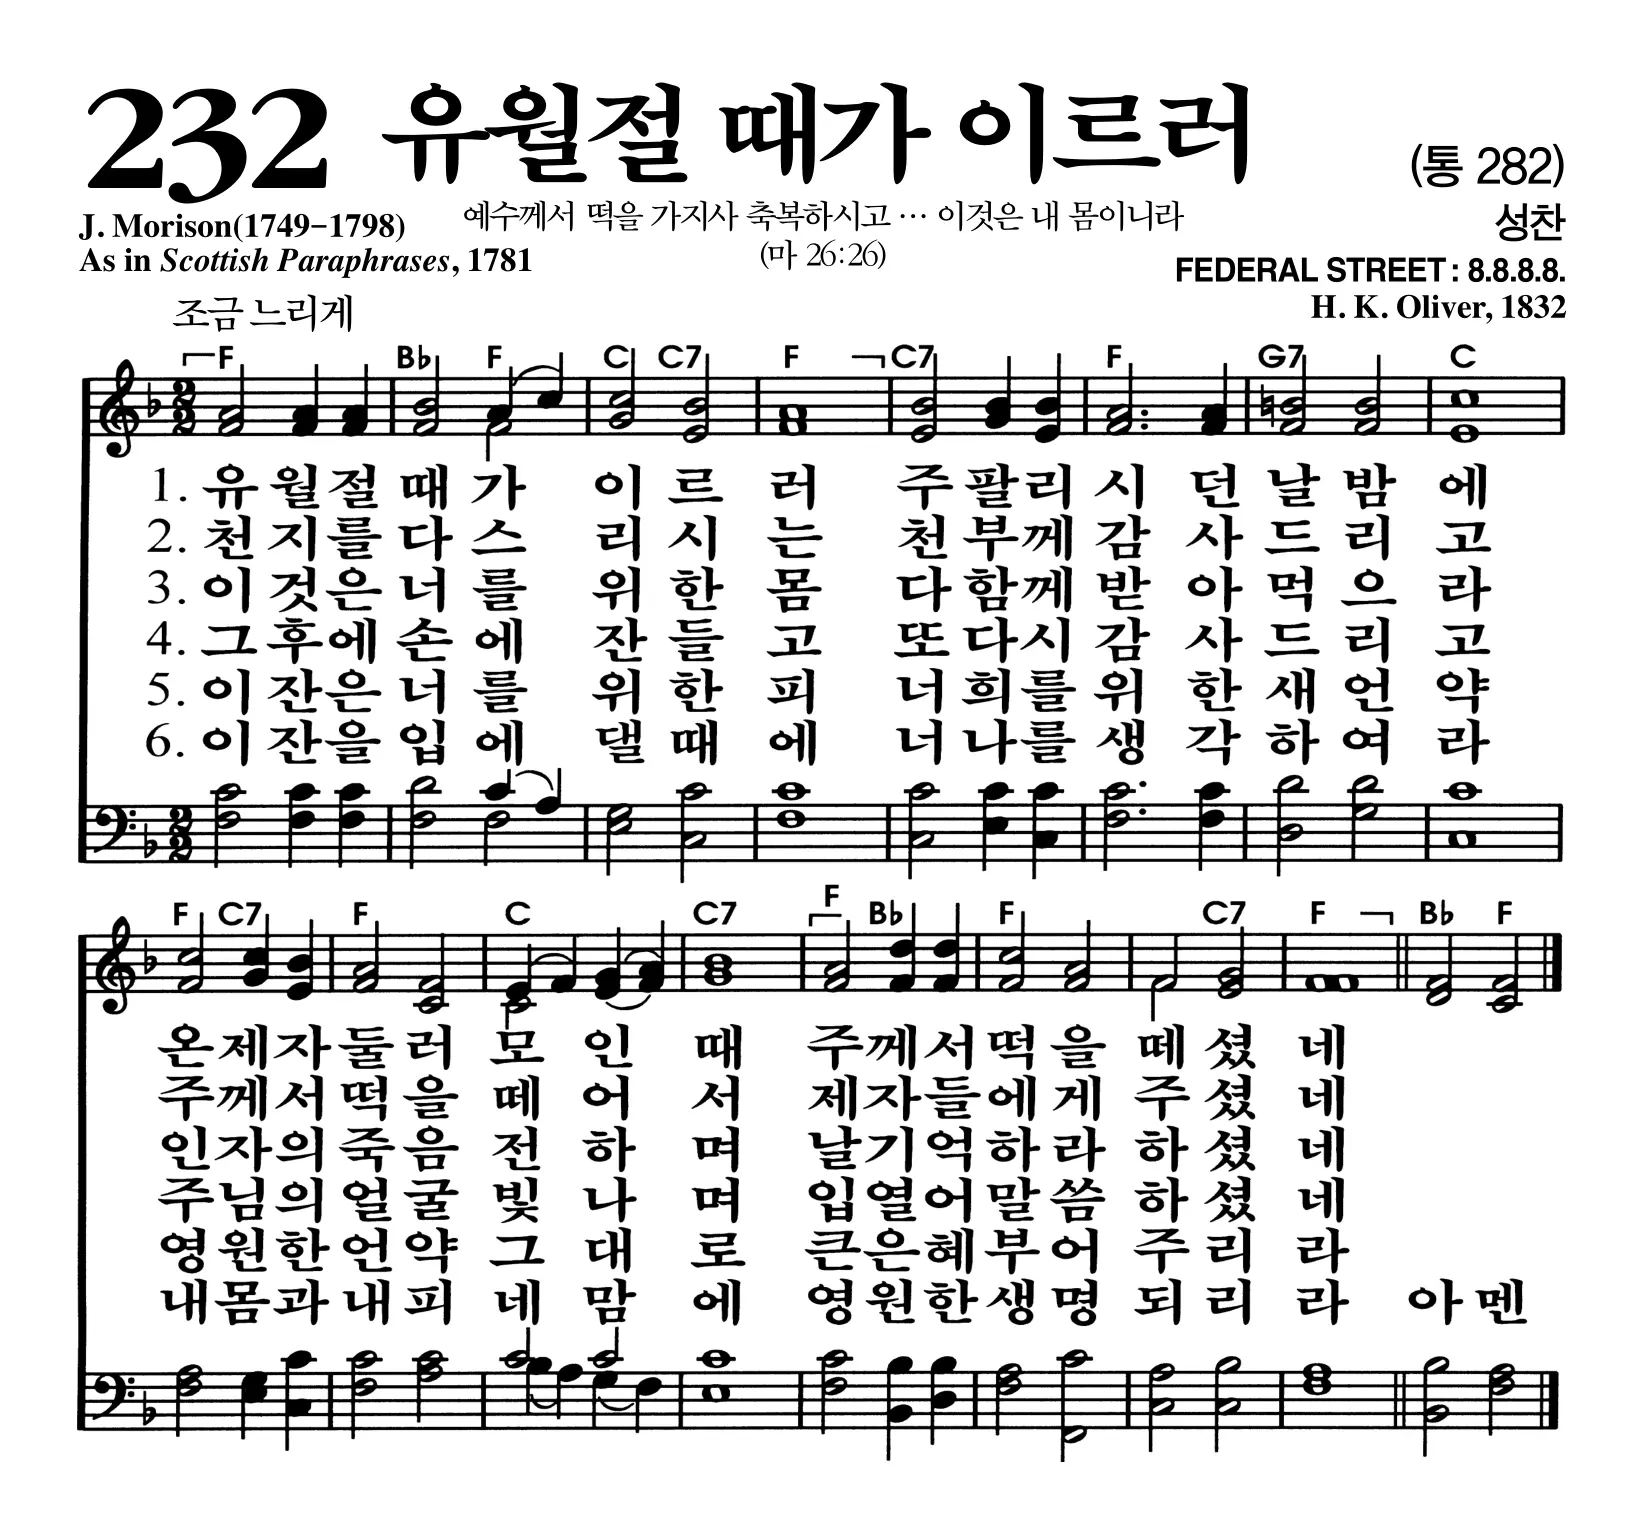 232 유월절 때가 이르러
(통 282)
J. Morison(1749-1798)
예수께서 떡을 가지사 축복하시고 … 이것은 내 몸이니라
성찬
As in Scottish Paraphrases, 1781
(마 26:26)
FEDERAL STREET : 8.8.8.8.
H. K. Oliver, 1832
조금 느리게
F B♭ F C C7 F C7 F G7 C
1. 유월절때가 이르러 주팔리시던날밤에
2. 천지를다스리시는 천부께감사드리고
3. 이것은너를위한몸 다함께받아먹으라
4. 그후에손에잔들고 또다시감사드리고
5. 이잔은너를위한피 너희를위한새언약
6. 이잔을입에댈때에 너나를생각하여라
F C7 F C C7 F B♭ F C7 F B♭ F
온제자둘러모인때 주께서떡을떼셨네
주께서떡을떼어서 제자들에게주셨네
인자의죽음전하며 날기억하라하셨네
주님의얼굴빛나며 입열어말씀하셨네
영원한언약그대로 큰은혜부어주리라
내몸과내피네맘에 영원한생명되리라 아멘